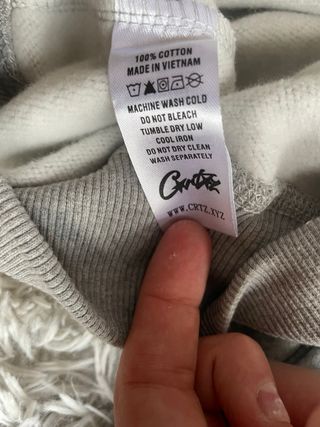 100% COTTON
MADE IN VIETNAM
MACHINE WASH COLD
DO NOT BLEACH
TUMBLE DRY LOW
COOL IRON
DO NOT DRY CLEAN
WASH SEPARATELY
WWW.CRTZ.XYZ